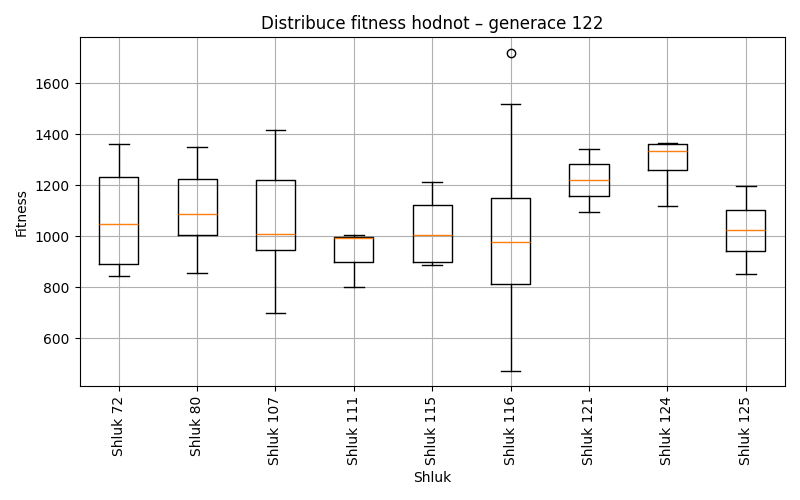 Distribuce fitness hodnot – generace 122
Fitness
1600
1400
1200
1000
800
600
Shluk 72
Shluk 80
Shluk 107
Shluk 111
Shluk 115
Shluk 116
Shluk 121
Shluk 124
Shluk 125
Shluk